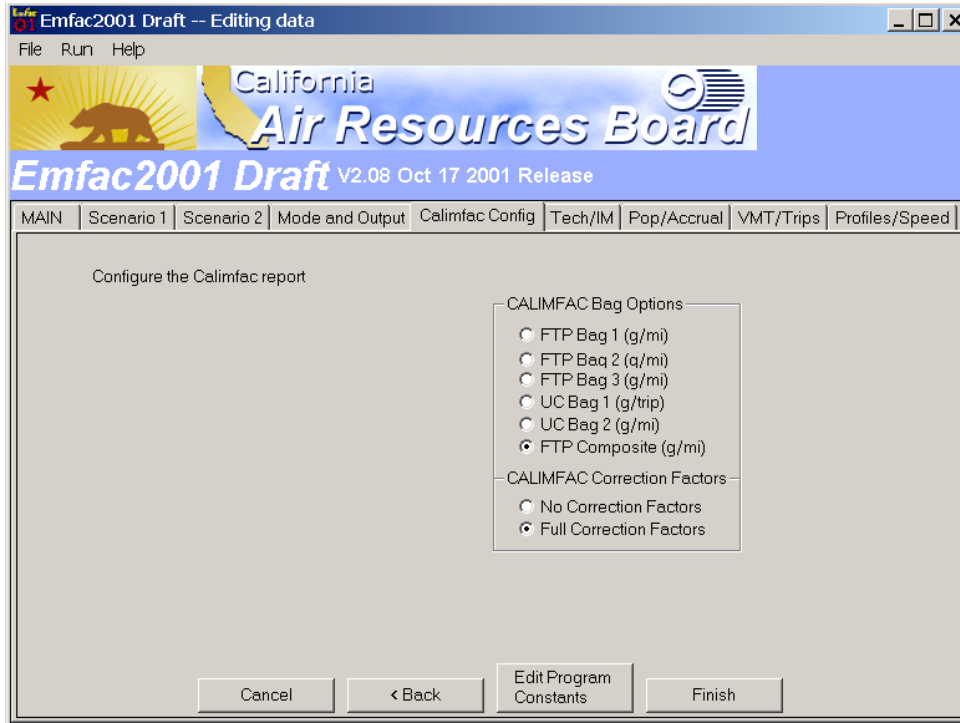 Emfac2001 Draft -- Editing data
File Run Help
California
Air Resources Board
Emfac2001 Draft V2.08 Oct 17 2001 Release
MAIN Scenario 1 Scenario 2 Mode and Output Calimfac Config Tech/IM Pop/Accrual VMT/Trips Profiles/Speed
Configure the Calimfac report
CALIMFAC Bag Options
FTP Bag 1 (g/mi)
FTP Bag 2 (g/mi)
FTP Bag 3 (g/mi)
UC Bag 1 (g/trip)
UC Bag 2 (g/mi)
FTP Composite (g/mi)
CALIMFAC Correction Factors
No Correction Factors
Full Correction Factors
Cancel
< Back
Edit Program
Constants
Finish